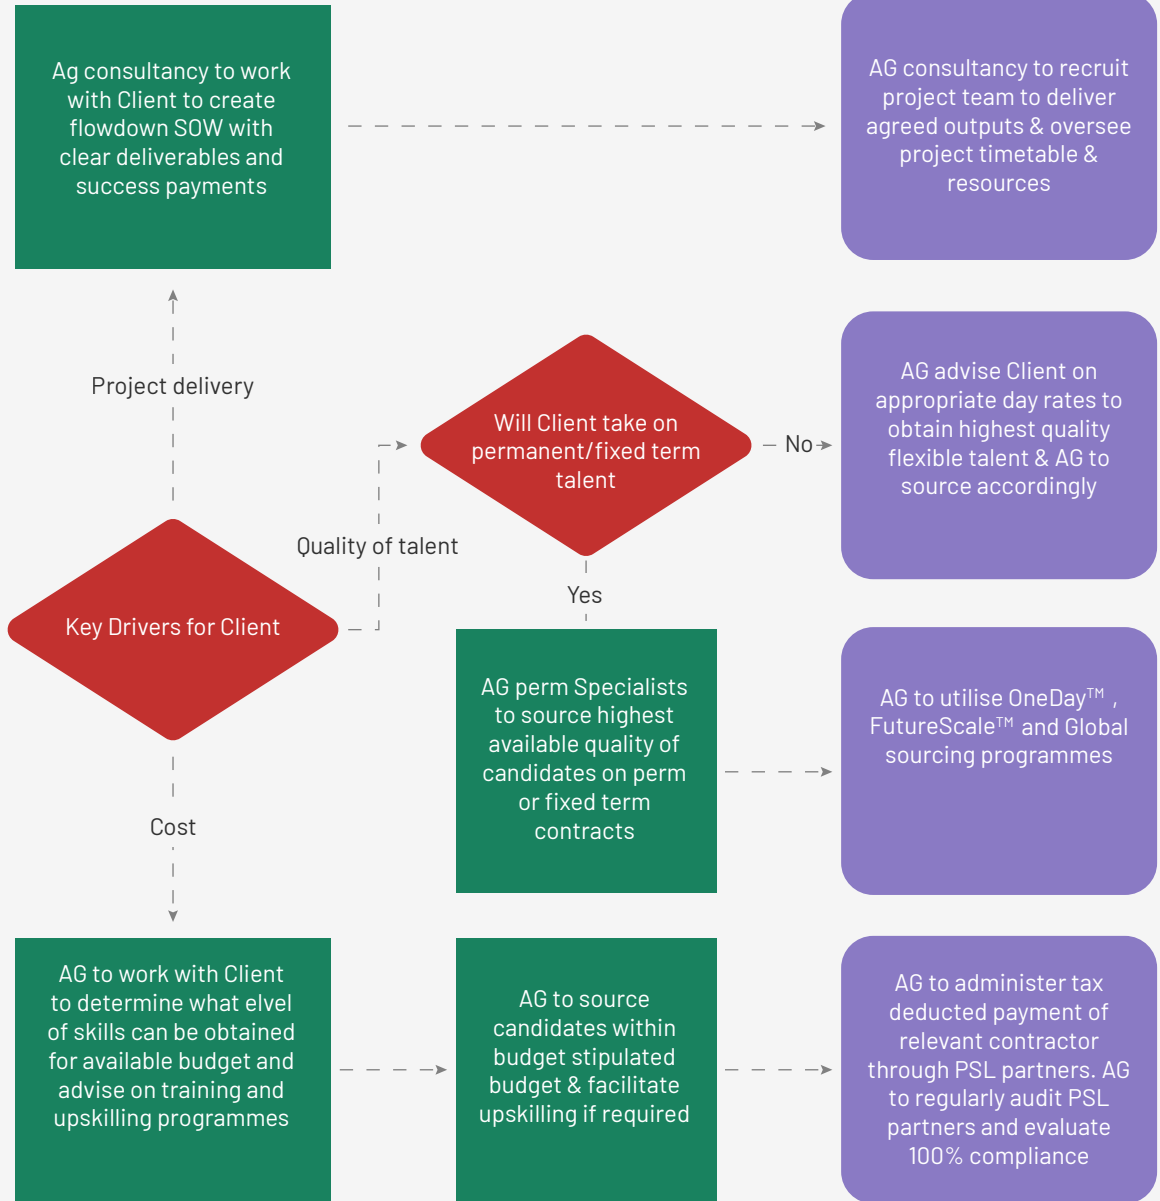 Ag consultancy to work
with Client to create
flowdown SOW with
clear deliverables and
success payments
AG consultancy to recruit
project team to deliver
agreed outputs & oversee
project timetable &
resources
Project delivery
Will Client take on
permanent/fixed term
talent
No
AG advise Client on
appropriate day rates to
obtain highest quality
flexible talent & AG to
source accordingly
Quality of talent
Key Drivers for Client
Yes
AG perm Specialists
to source highest
available quality of
candidates on perm
or fixed term
contracts
AG to utilise OneDay™ ,
FutureScale™ and Global
sourcing programmes
Cost
AG to work with Client
to determine what elvel
of skills can be obtained
for available budget and
advise on training and
upskilling programmes
AG to source
candidates within
budget stipulated
budget & facilitate
upskilling if required
AG to administer tax
deducted payment of
relevant contractor
through PSL partners. AG
to regularly audit PSL
partners and evaluate
100% compliance